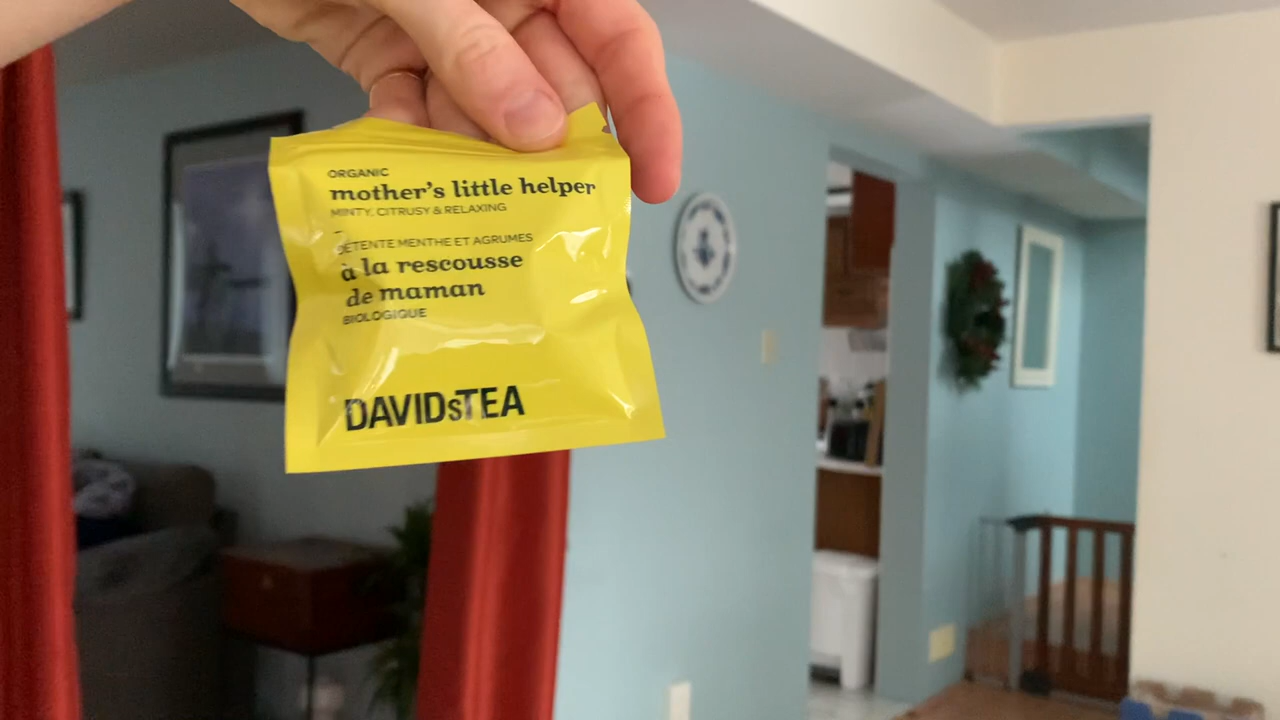 ORGANIC
mother's little helper
MINTY, CITRUSY & RELAXING
-
DÉTENTE MENTHE ET AGRUMES
à la rescousse
de maman
BIOLOGIQUE
DAVIDsTEA